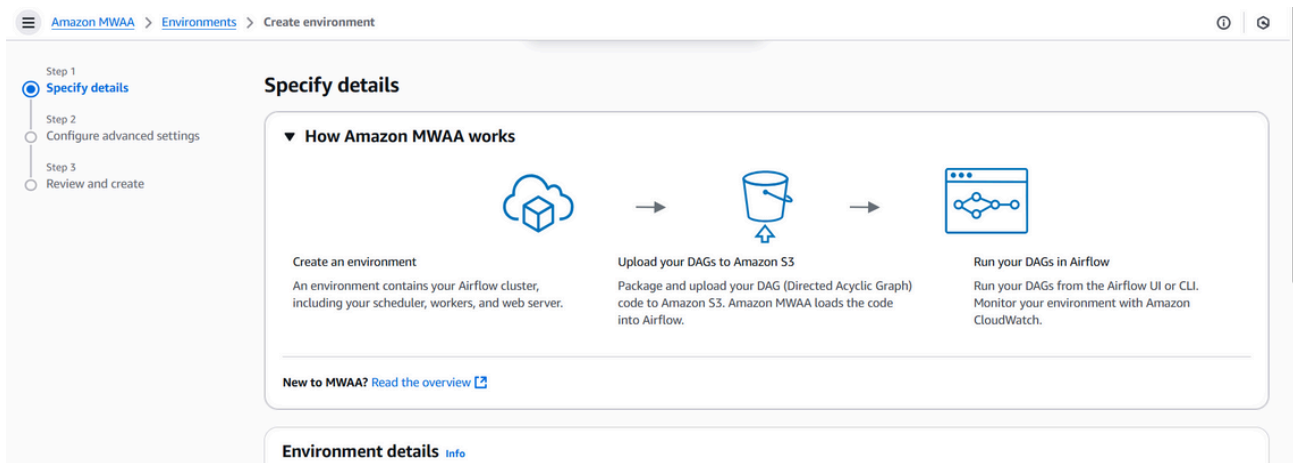 Amazon MWAA > Environments > Create environment
Step 1
Specify details
Step 2
Configure advanced settings
Step 3
Review and create
Specify details
How Amazon MWAA works
Create an environment
An environment contains your Airflow cluster,
including your scheduler, workers, and web server.
Upload your DAGs to Amazon S3
Package and upload your DAG (Directed Acyclic Graph)
code to Amazon S3. Amazon MWAA loads the code
into Airflow.
Run your DAGs in Airflow
Run your DAGs from the Airflow UI or CLI.
Monitor your environment with Amazon
CloudWatch.
New to MWAA? Read the overview
Environment details Info